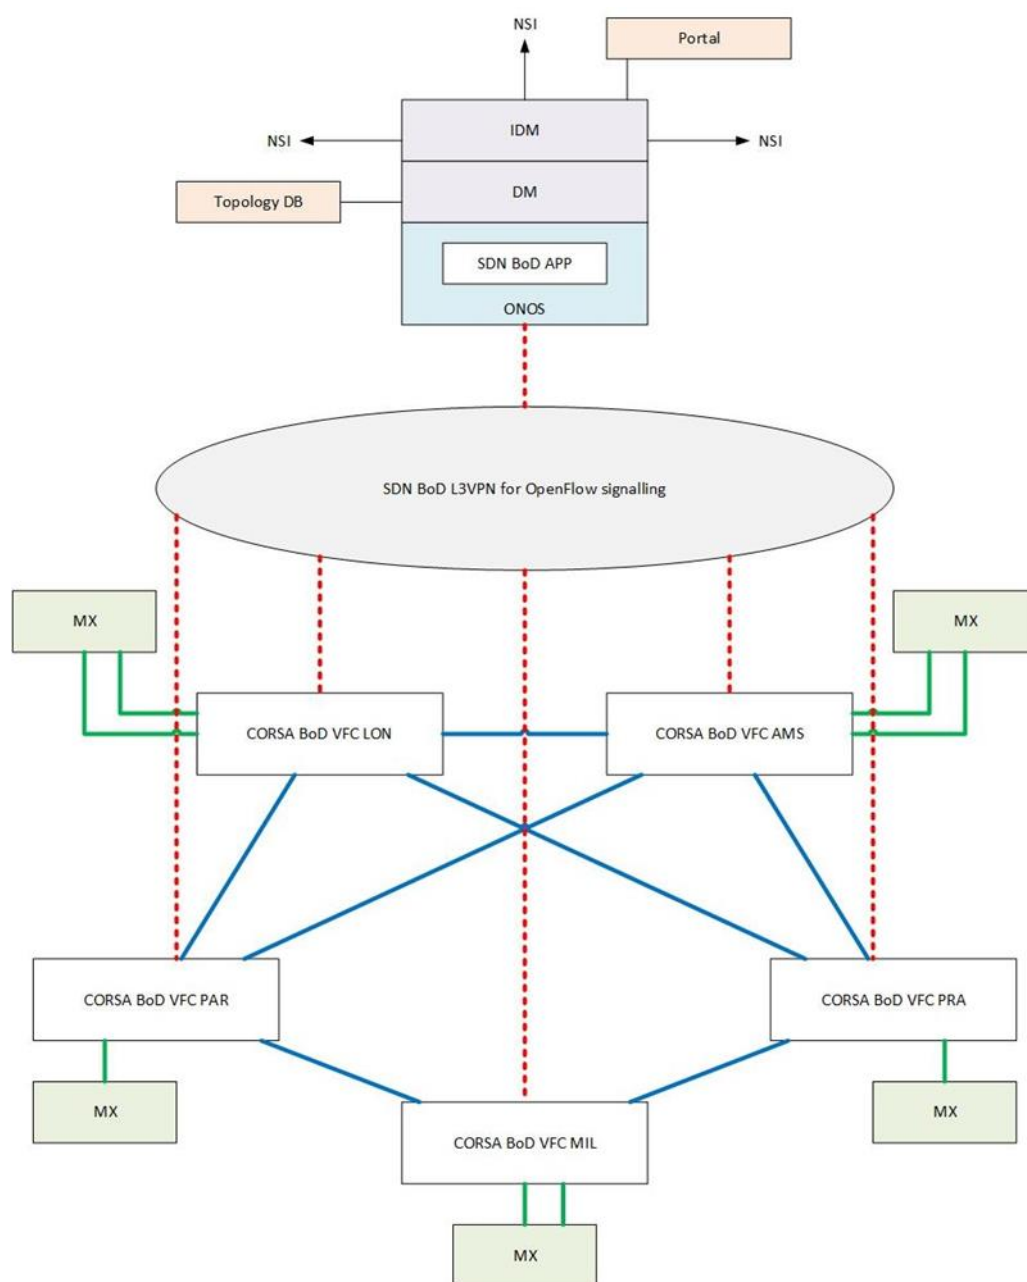 NSI
Portal
IDM
NSI
NSI
DM
Topology DB
SDN BoD APP
ONOS
SDN BoD L3VPN for OpenFlow signalling
MX
MX
CORSA BoD VFC LON
CORSA BoD VFC AMS
CORSA BoD VFC PAR
CORSA BoD VFC PRA
MX
MX
CORSA BoD VFC MIL
MX